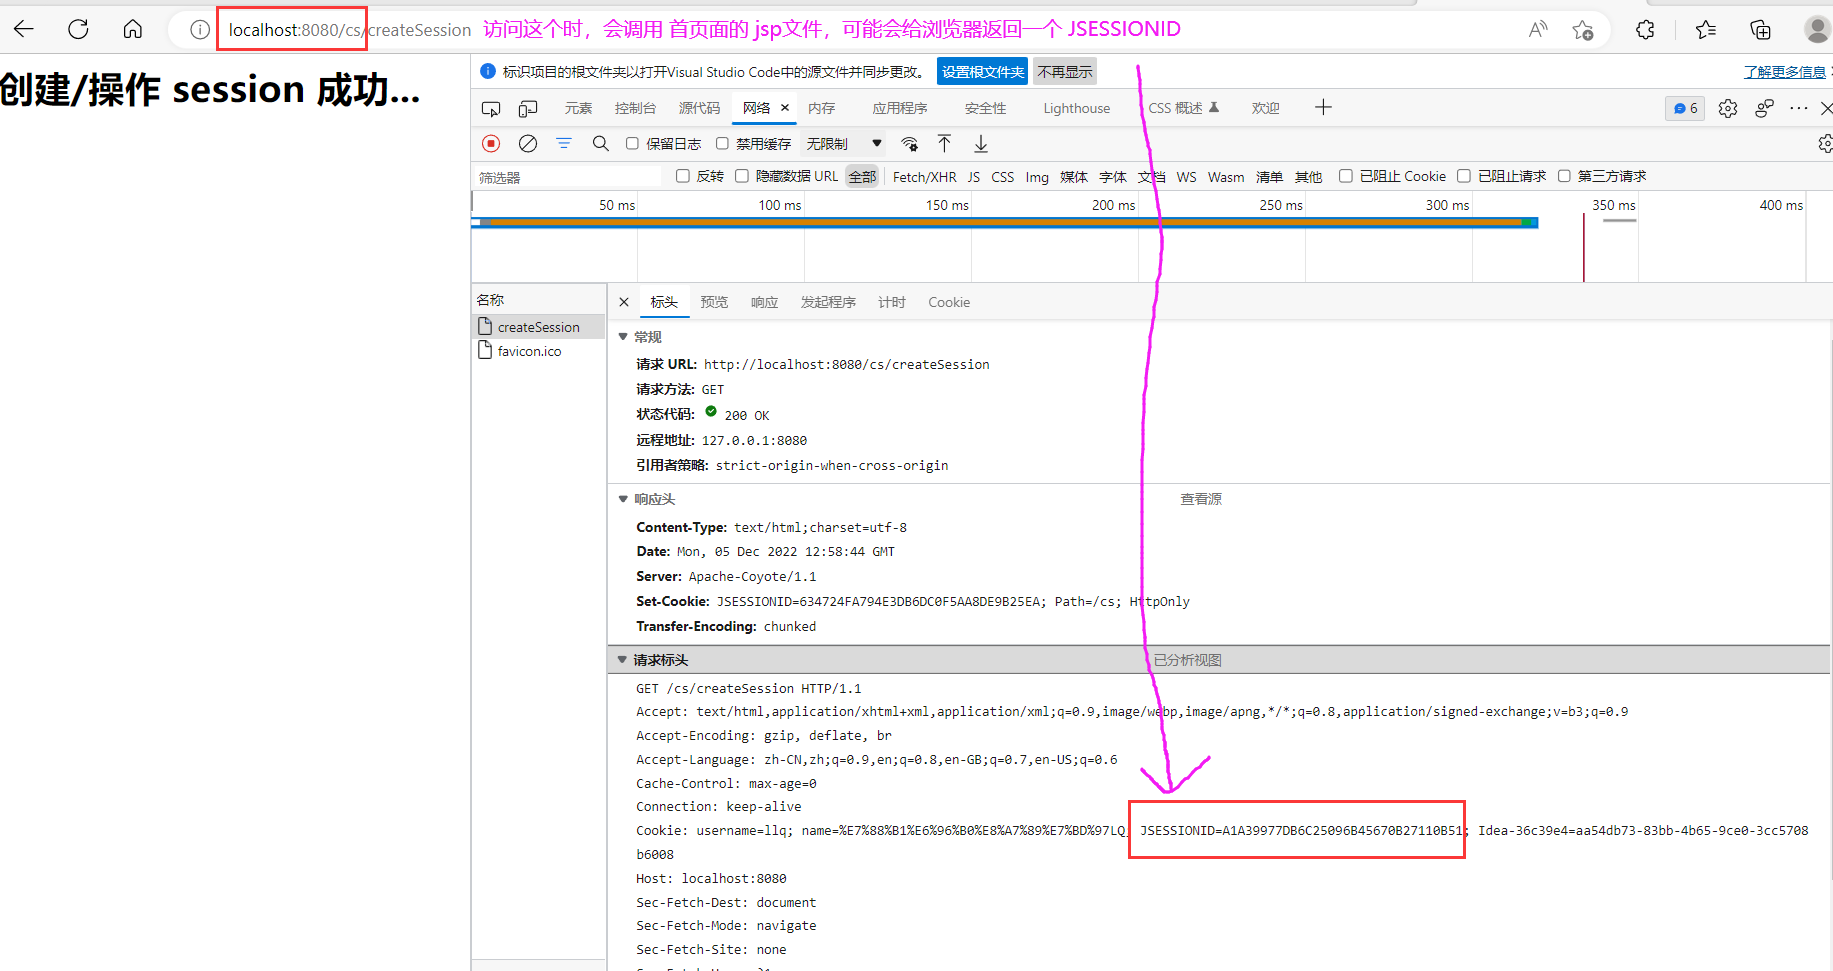 localhost:8080/cs/createSession 访问这个时，会调用 首页面的 jsp文件，可能会给浏览器返回一个 JSESSIONID
创建/操作 session 成功...
标识项目的根文件夹以打开Visual Studio Code中的源文件并同步更改。 设置根文件夹 不再显示 了解更多信息
元素 控制台 源代码 网络 × 内存 应用程序 安全性 Lighthouse CSS 概述 欢迎 + 6
保留日志 禁用缓存 无限制
筛选器 反转 隐藏数据 URL 全部 Fetch/XHR JS CSS Img 媒体 字体 文档 WS Wasm 清单 其他 已阻止 Cookie 已阻止请求 第三方请求
50 ms 100 ms 150 ms 200 ms 250 ms 300 ms 350 ms 400 ms
名称
createSession
favicon.ico
× 标头 预览 响应 发起程序 计时 Cookie
常规
请求 URL: http://localhost:8080/cs/createSession
请求方法: GET
状态代码: 200 OK
远程地址: 127.0.0.1:8080
引用者策略: strict-origin-when-cross-origin
响应头 查看源
Content-Type: text/html;charset=utf-8
Date: Mon, 05 Dec 2022 12:58:44 GMT
Server: Apache-Coyote/1.1
Set-Cookie: JSESSIONID=634724FA794E3DB6DC0F5AA8DE9B25EA; Path=/cs; HttpOnly
Transfer-Encoding: chunked
请求标头 已分析视图
GET /cs/createSession HTTP/1.1
Accept: text/html,application/xhtml+xml,application/xml;q=0.9,image/webp,image/apng,*/*;q=0.8,application/signed-exchange;v=b3;q=0.9
Accept-Encoding: gzip, deflate, br
Accept-Language: zh-CN,zh;q=0.9,en;q=0.8,en-GB;q=0.7,en-US;q=0.6
Cache-Control: max-age=0
Connection: keep-alive
Cookie: username=llq; name=%E7%88%B1%E6%96%B0%E8%A7%89%E7%BD%97LQ; JSESSIONID=A1A39977DB6C25096B45670B27110B51; Idea-36c39e4=aa54db73-83bb-4b65-9ce0-3cc5708
b6008
Host: localhost:8080
Sec-Fetch-Dest: document
Sec-Fetch-Mode: navigate
Sec-Fetch-Site: none